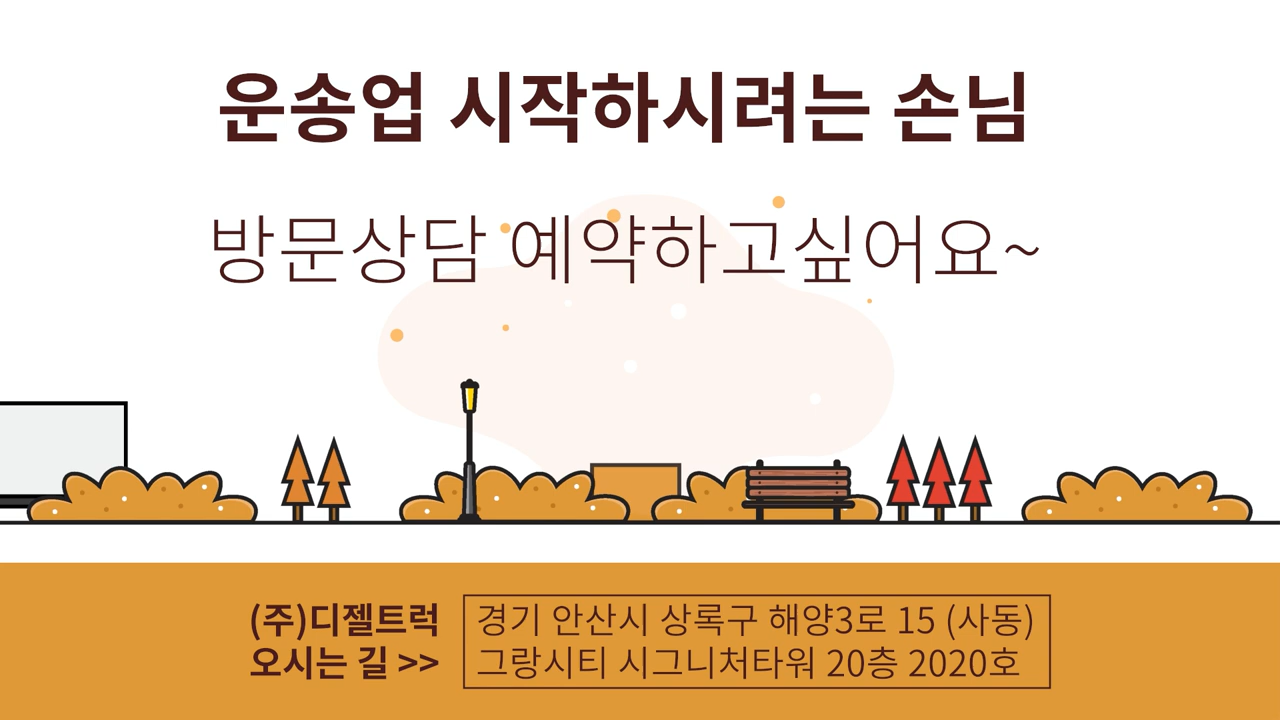 운송업 시작하시려는 손님
방문상담 예약하고싶어요~
(주)디젤트럭
오시는 길 >>
경기 안산시 상록구 해양3로 15 (사동)
그랑시티 시그니처타워 20층 2020호